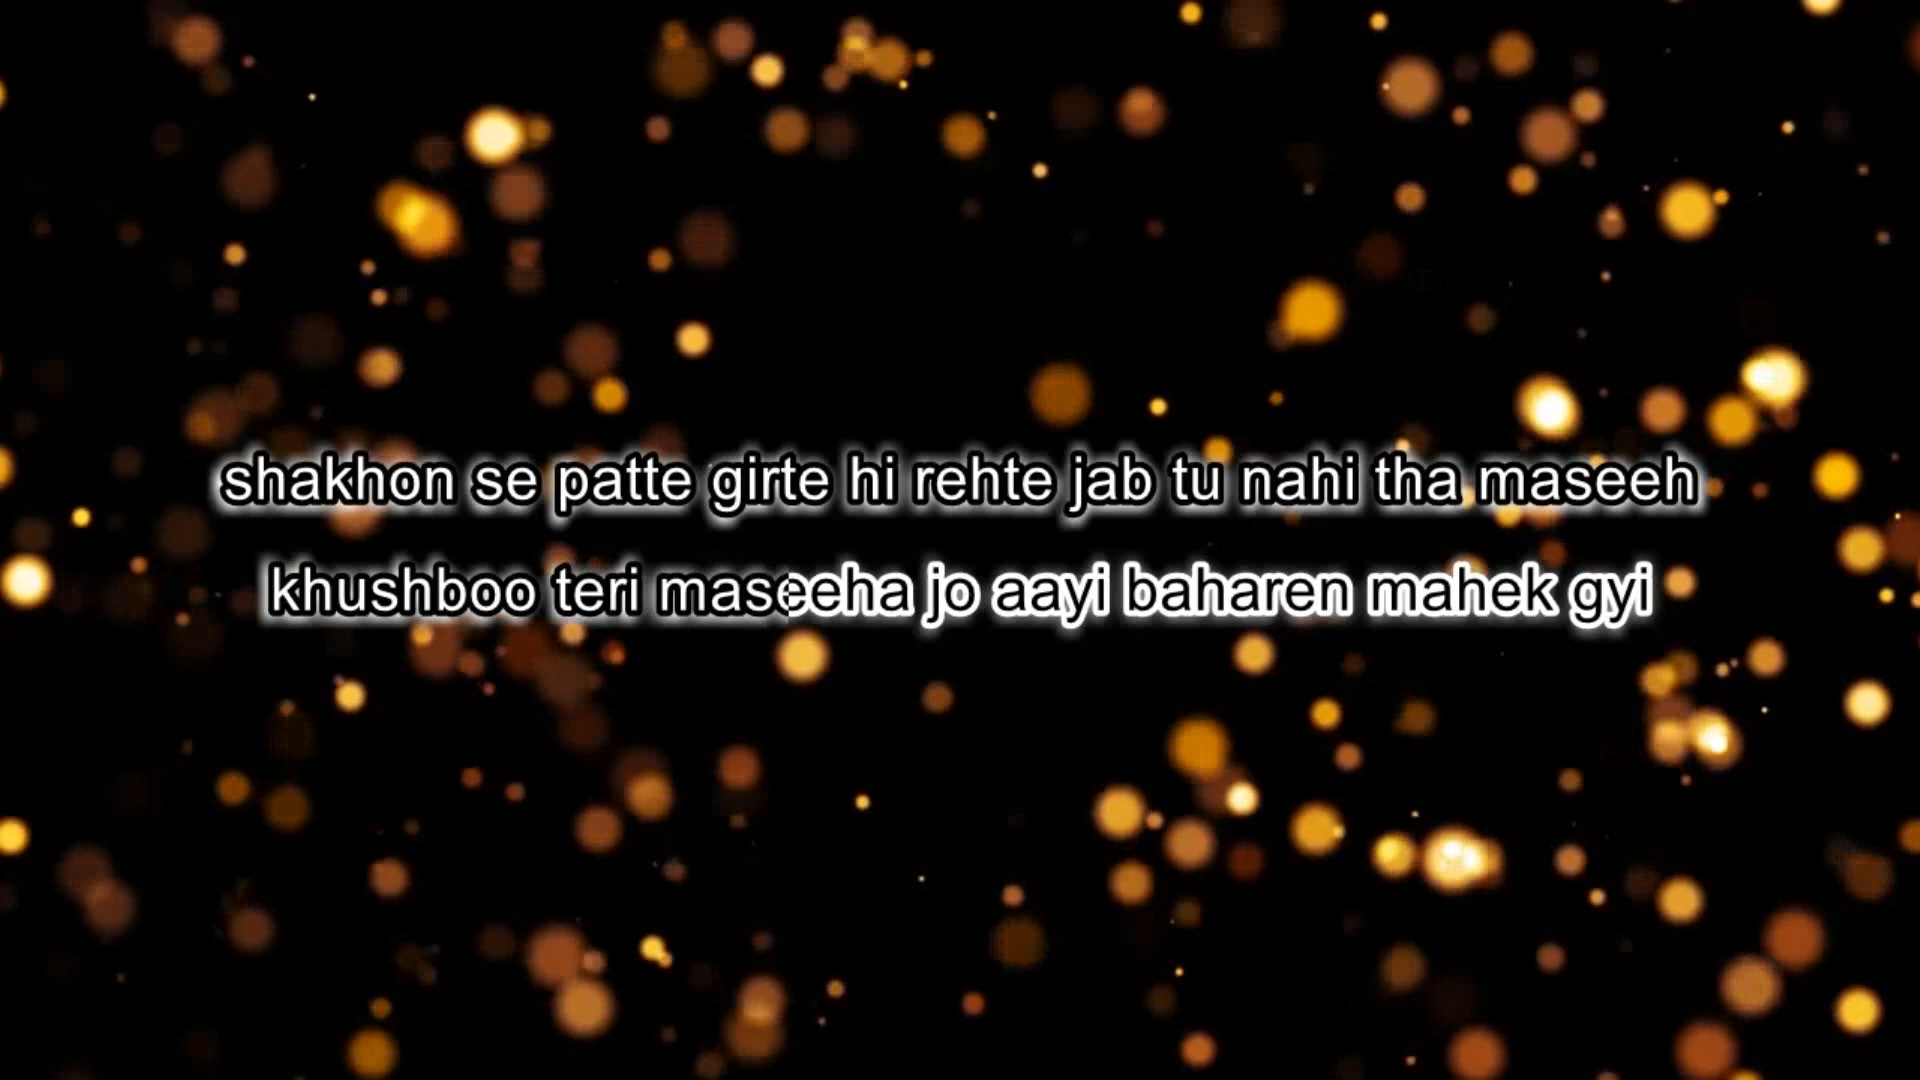 shakhon se patte girte hi rehte jab tu nahi tha maseeh
khushboo teri maseeha jo aayi baharen mahek gyi